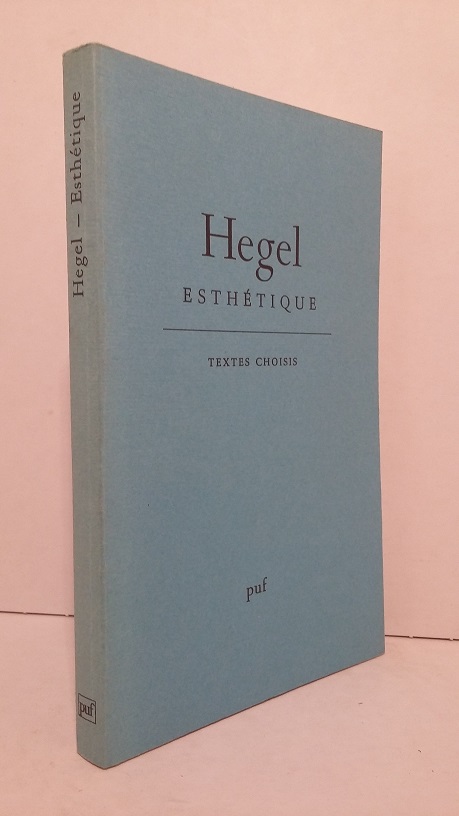 Hegel – Esthétique
puf
Hegel
ESTHÉTIQUE
TEXTES CHOISIS
puf